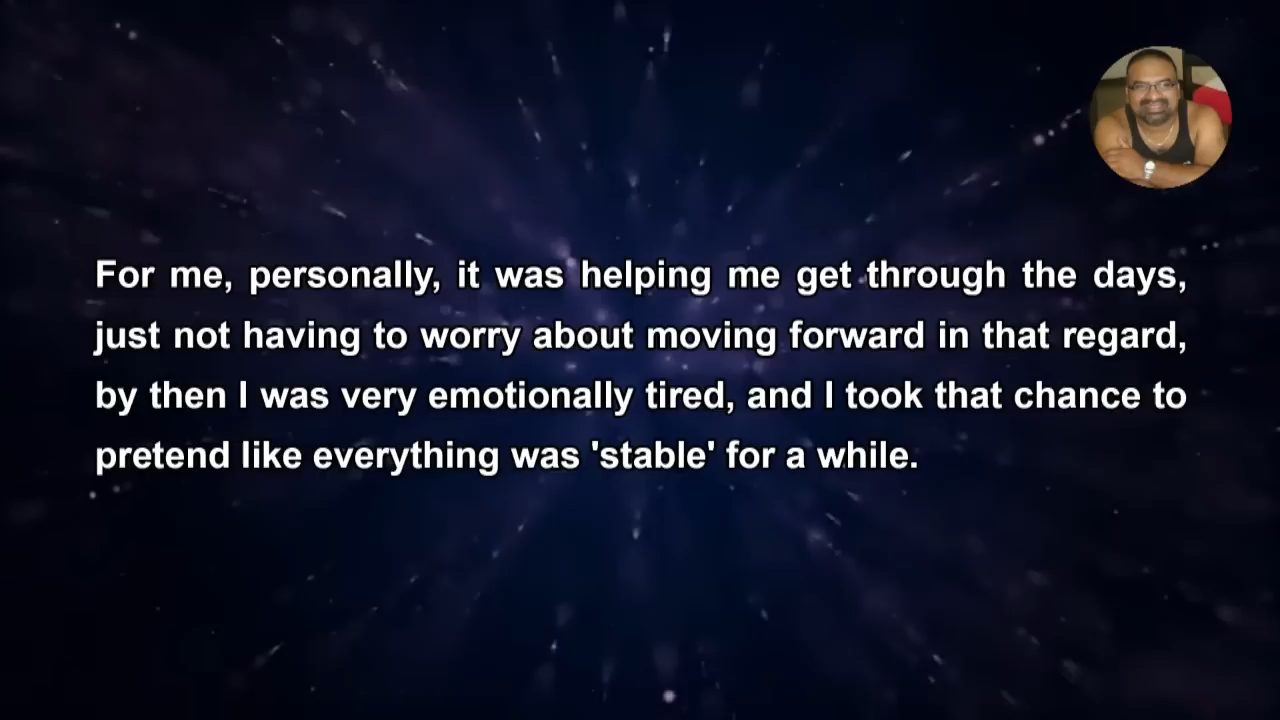 For me, personally, it was helping me get through the days,
just not having to worry about moving forward in that regard,
by then I was very emotionally tired, and I took that chance to
pretend like everything was 'stable' for a while.